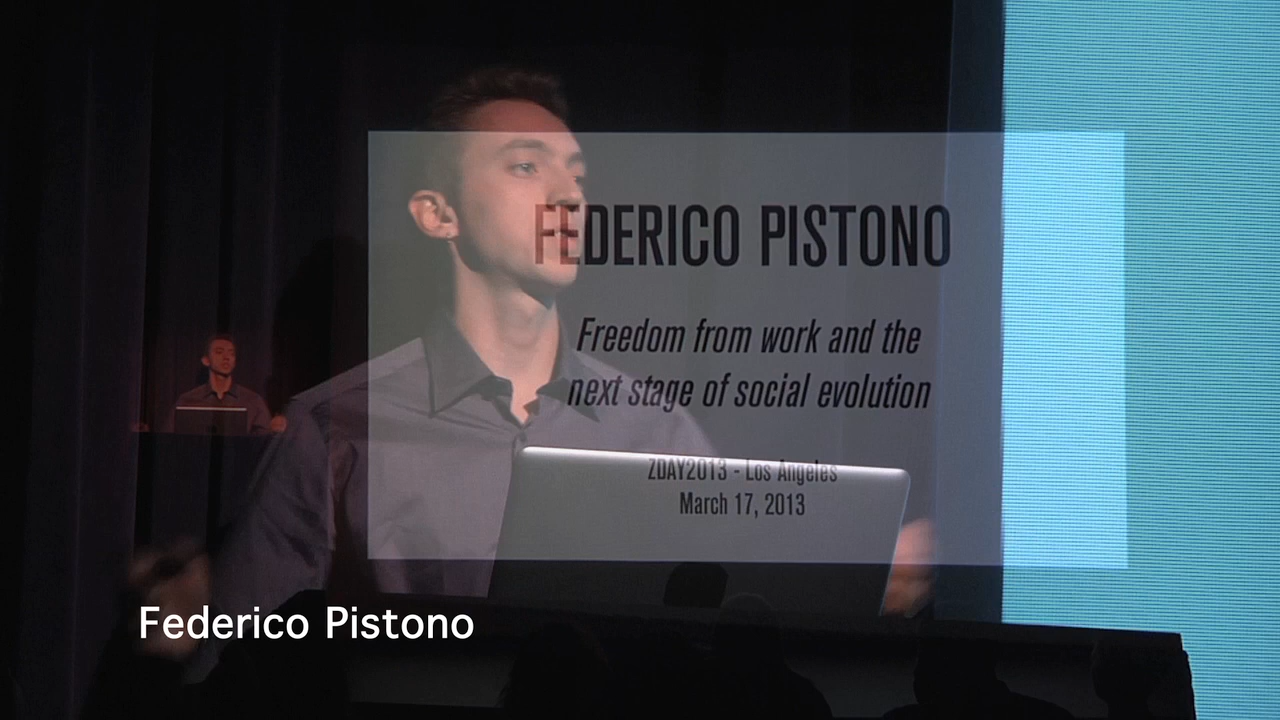 FEDERICO PISTONO
Freedom from work and the
next stage of social evolution
ZDAY2013 - Los Angeles
March 17, 2013
Federico Pistono